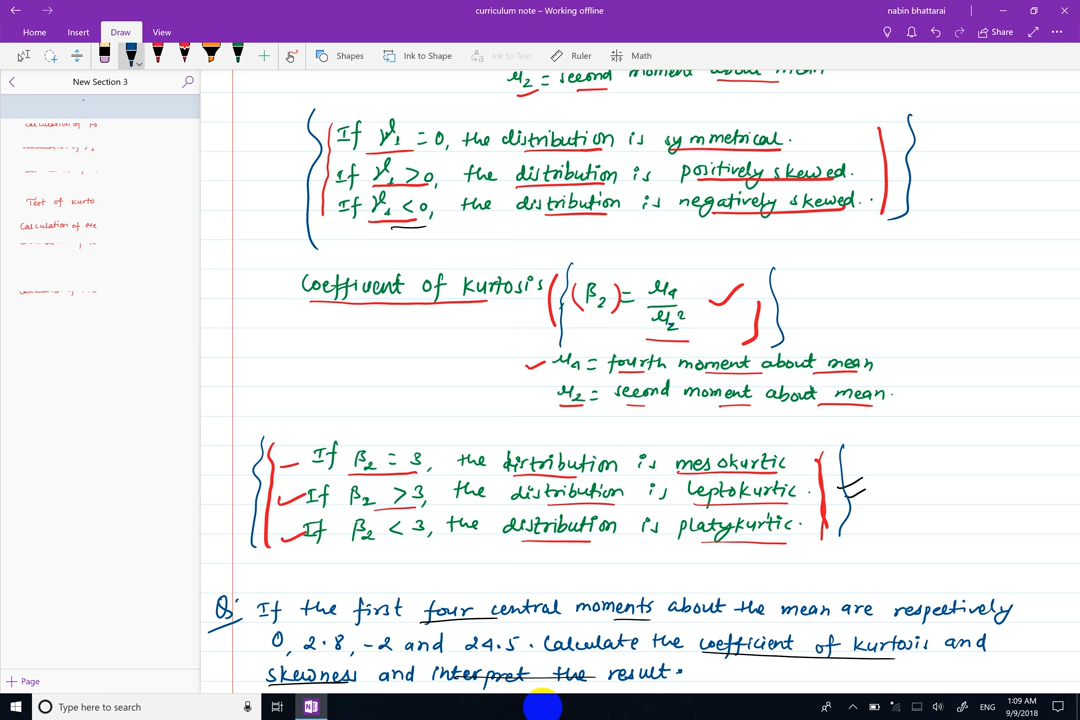 curriculum note – Working offline
nabin bhattarai
Home Insert Draw View
Share
Shapes Ink to Shape Ink to Text Ruler Math
New Section 3
Test of Kurto
Calculation of
Page
μ2 = second moment about mean
If γ1 = 0, the distribution is symmetrical.
If γ1 > 0, the distribution is positively skewed.
If γ1 < 0, the distribution is negatively skewed.
Coefficent of Kurtosis (β2) = μ4 / μ2²
μ4 = fourth moment about mean
μ2 = second moment about mean.
If β2 = 3, the distribution is mesokurtic
If β2 > 3, the distribution is leptokurtic.
If β2 < 3, the distribution is platykurtic.
Q: If the first four central moments about the mean are respectively
0, 2.8, -2 and 24.5. Calculate the coefficient of kurtosis and
skewness and interpret the result.
Type here to search
ENG
1:09 AM
9/9/2018